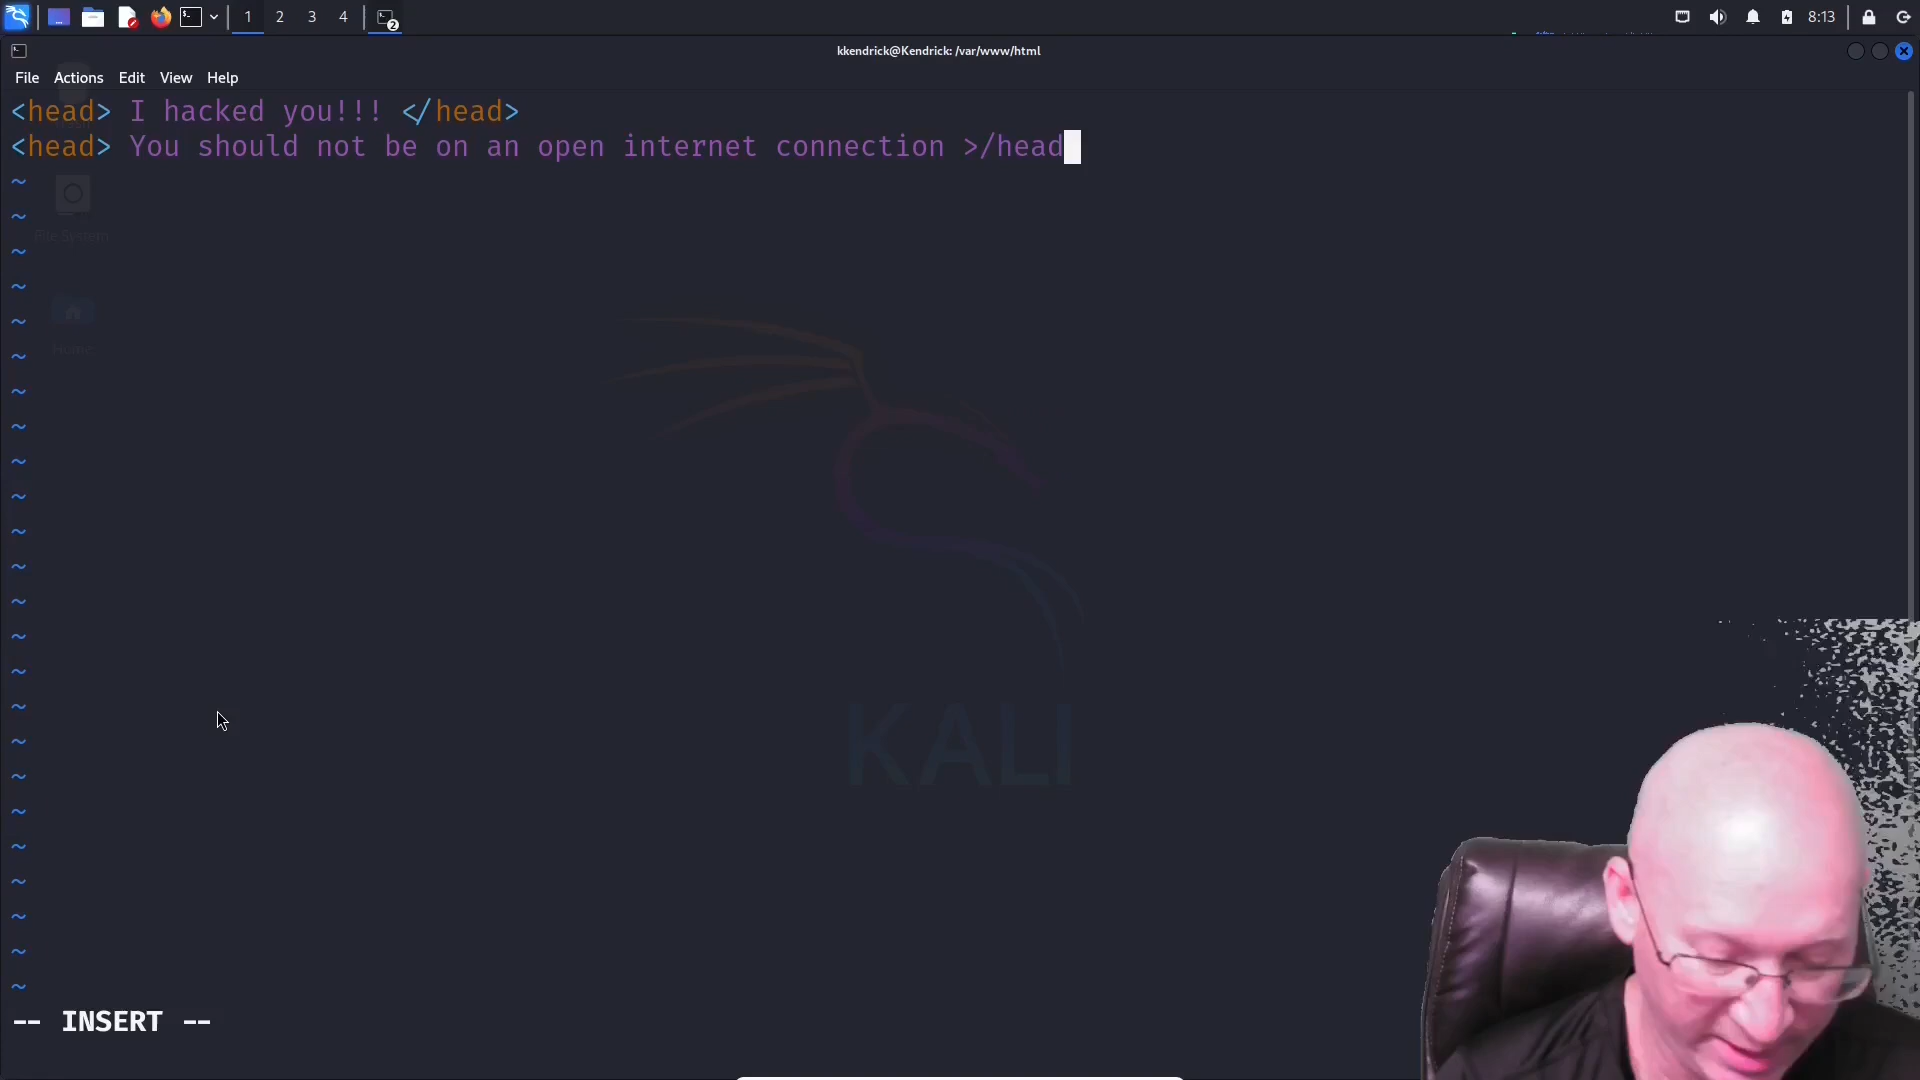 1 2 3 4 2 8:13
kkendrick@Kendrick: /var/www/html
File Actions Edit View Help
<head> I hacked you!!! </head>
<head> You should not be on an open internet connection >/head
~
~
File System
~
~
~
~
Home
~
~
~
~
~
~
~
~
~
~
~
KALI
~
~
~
~
~
~
~
~
-- INSERT --